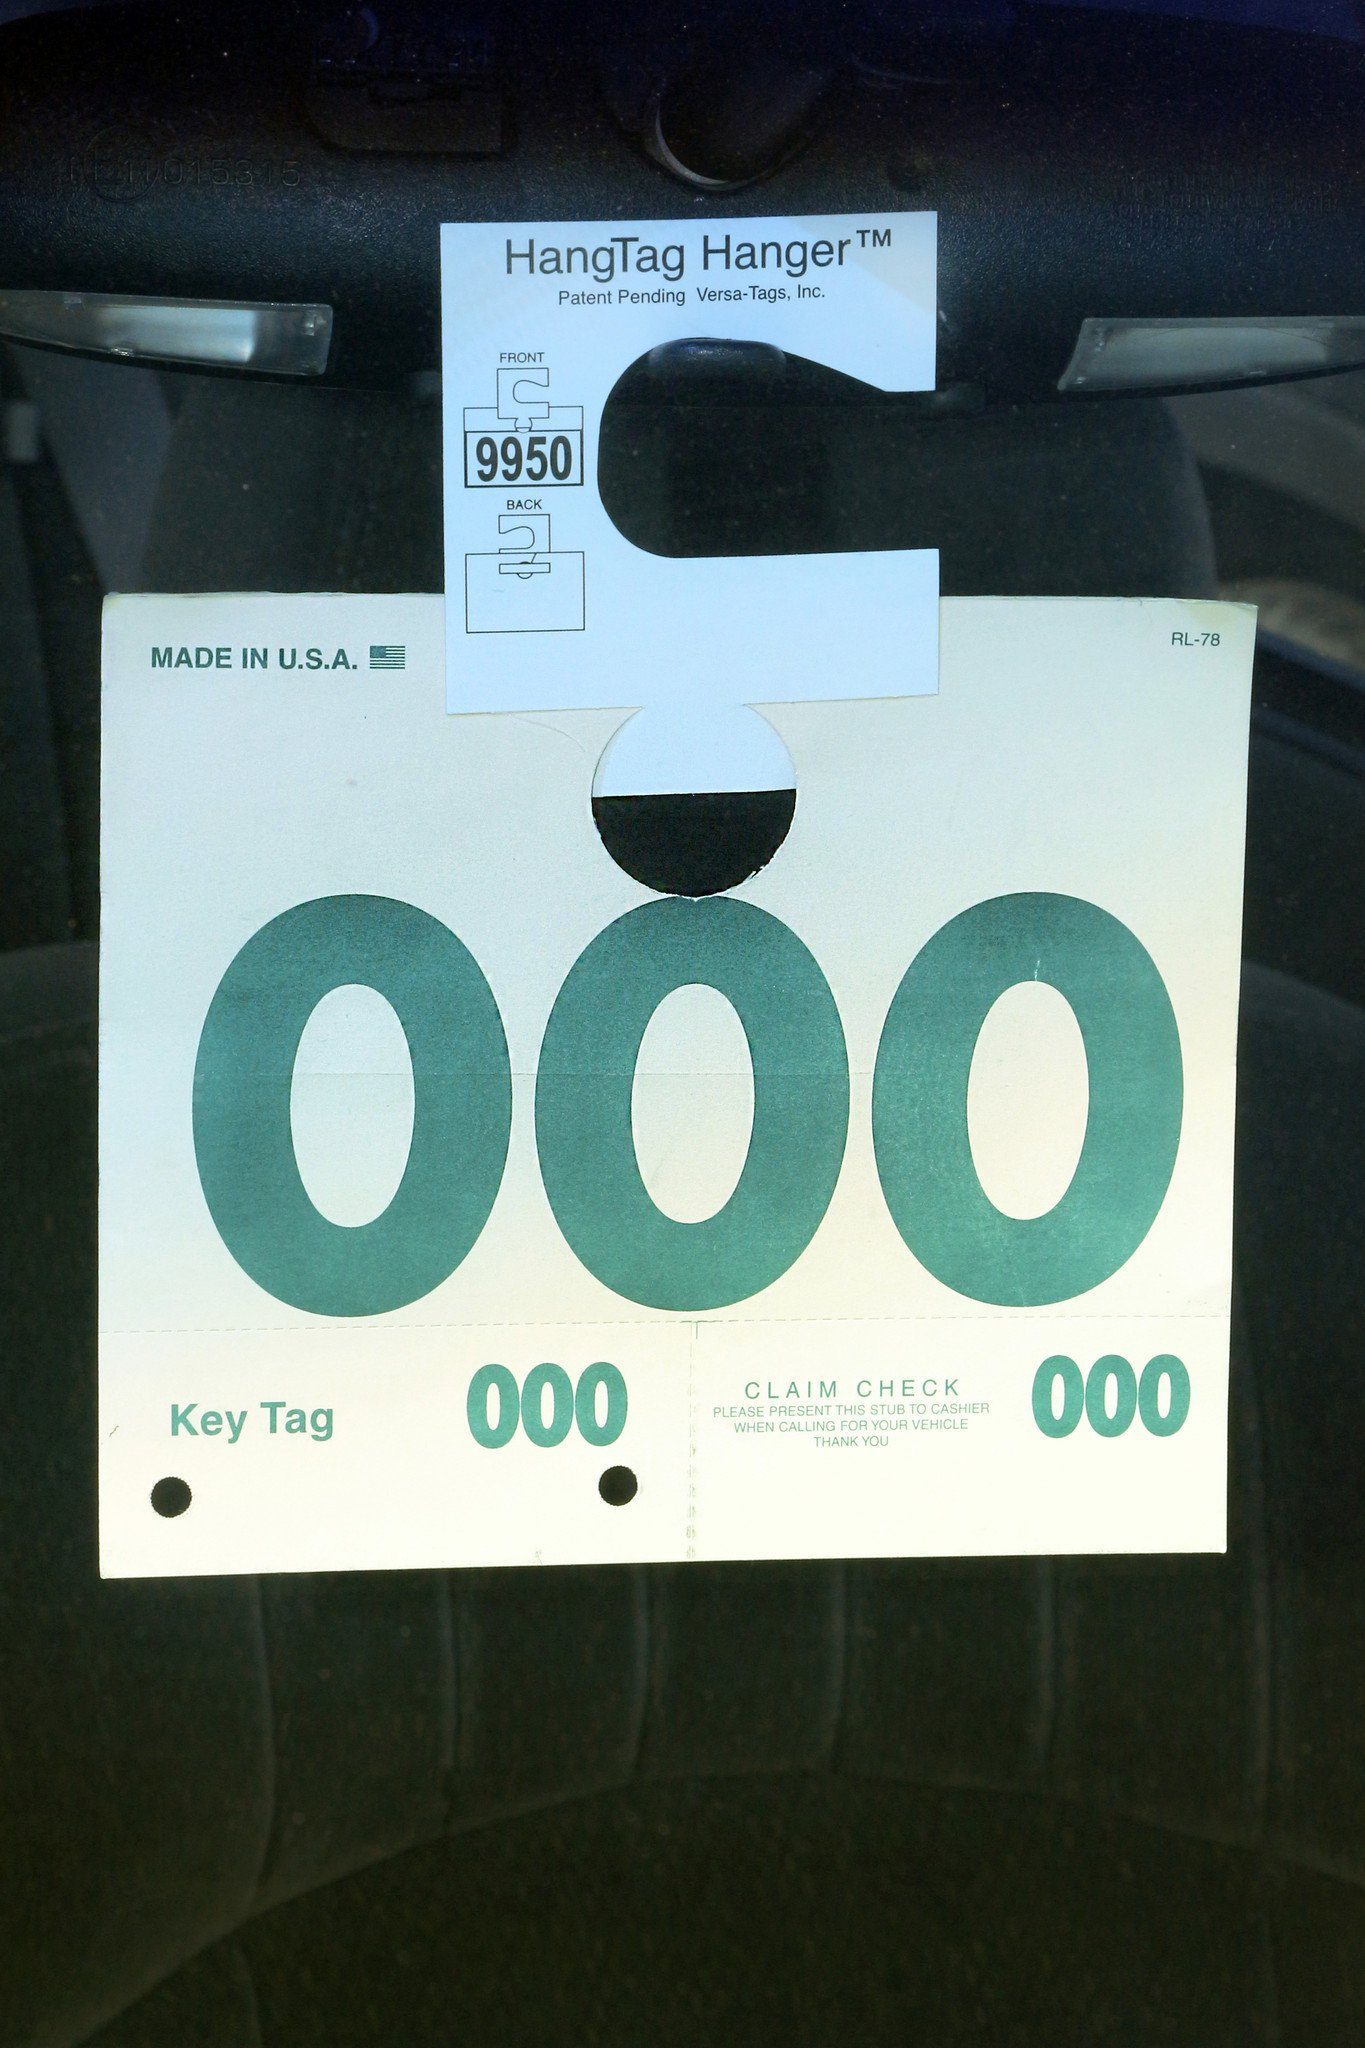 HangTag Hanger™
Patent Pending Versa-Tags, Inc.
FRONT
9950
BACK
MADE IN U.S.A.
RL-78
000
Key Tag
000
CLAIM CHECK
PLEASE PRESENT THIS STUB TO CASHIER
WHEN CALLING FOR YOUR VEHICLE
THANK YOU
000